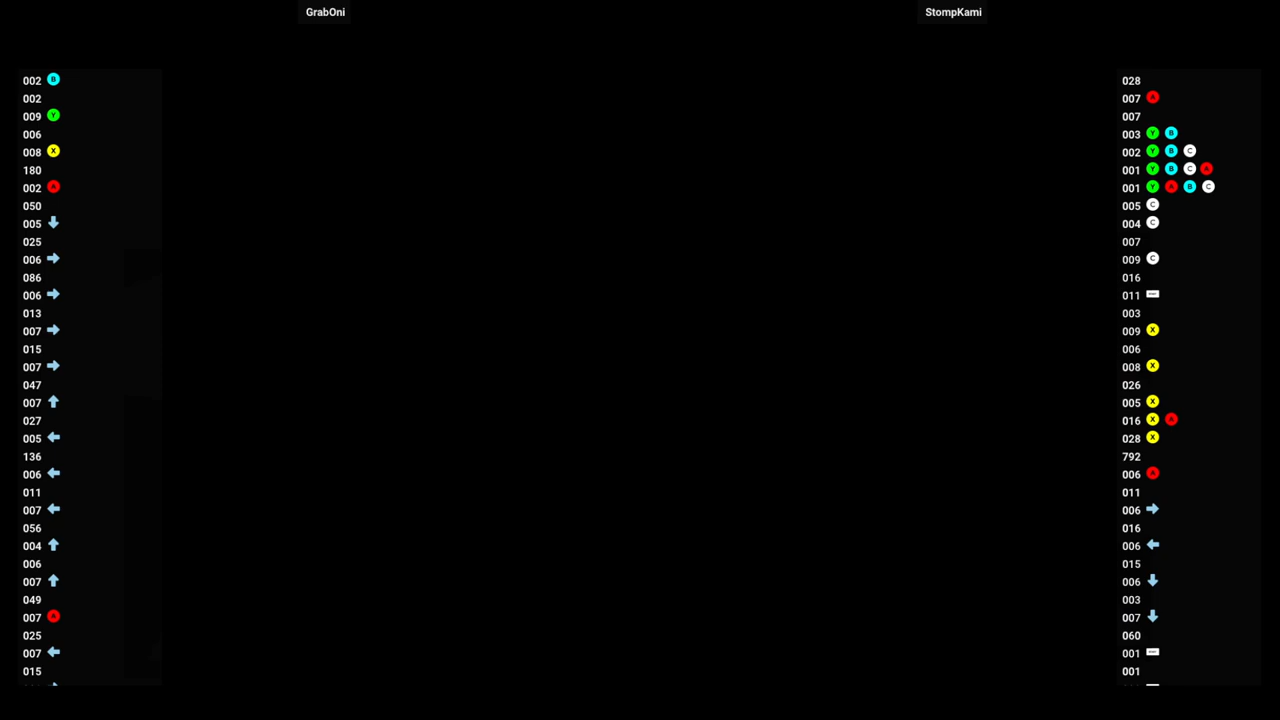 GrabOni
StompKami
002 B
002
009 Y
006
008 X
180
002 A
050
005
025
006
086
006
013
007
015
007
047
007
027
005
136
006
011
007
056
004
006
007
049
007 A
025
007
015
028
007 A
007
003 Y B
002 Y B C
001 Y B C A
001 Y A B C
005 C
004 C
007
009 C
016
011
003
009 X
006
008 X
026
005 X
016 X A
028 X
792
006 A
011
006
016
006
015
006
003
007
060
001
001